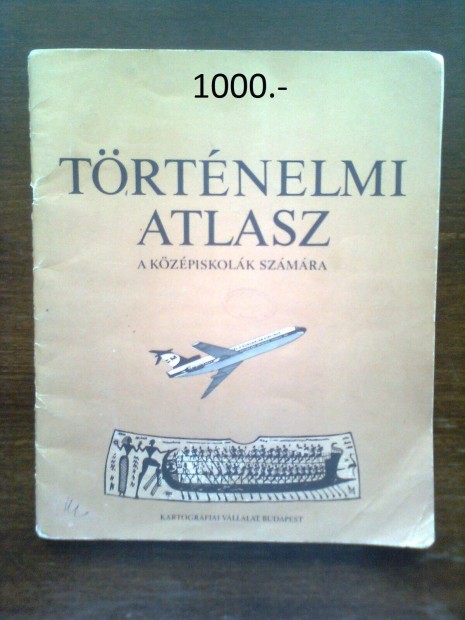 1000.-
TÖRTÉNELMI
ATLASZ
A KÖZÉPISKOLÁK SZÁMÁRA
KARTOGRÁFIAI VÁLLALAT, BUDAPEST